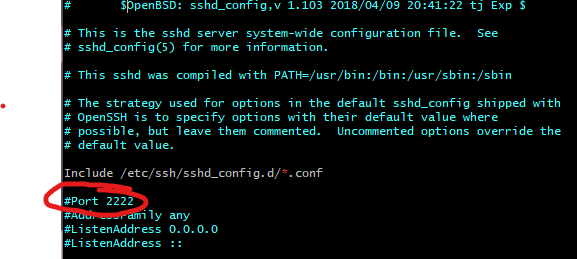 # $OpenBSD: sshd_config,v 1.103 2018/04/09 20:41:22 tj Exp $
# This is the sshd server system-wide configuration file. See
# sshd_config(5) for more information.
# This sshd was compiled with PATH=/usr/bin:/bin:/usr/sbin:/sbin
# The strategy used for options in the default sshd_config shipped with
# OpenSSH is to specify options with their default value where
# possible, but leave them commented. Uncommented options override the
# default value.
Include /etc/ssh/sshd_config.d/*.conf
#Port 2222
#AddressFamily any
#ListenAddress 0.0.0.0
#ListenAddress ::